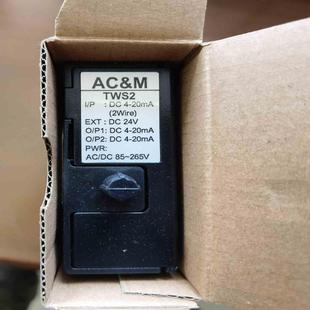 AC&M
TWS2
I/P : DC 4-20mA
(2Wire)
EXT : DC 24V
O/P1: DC 4-20mA
O/P2: DC 4-20mA
PWR:
AC/DC 85~265V